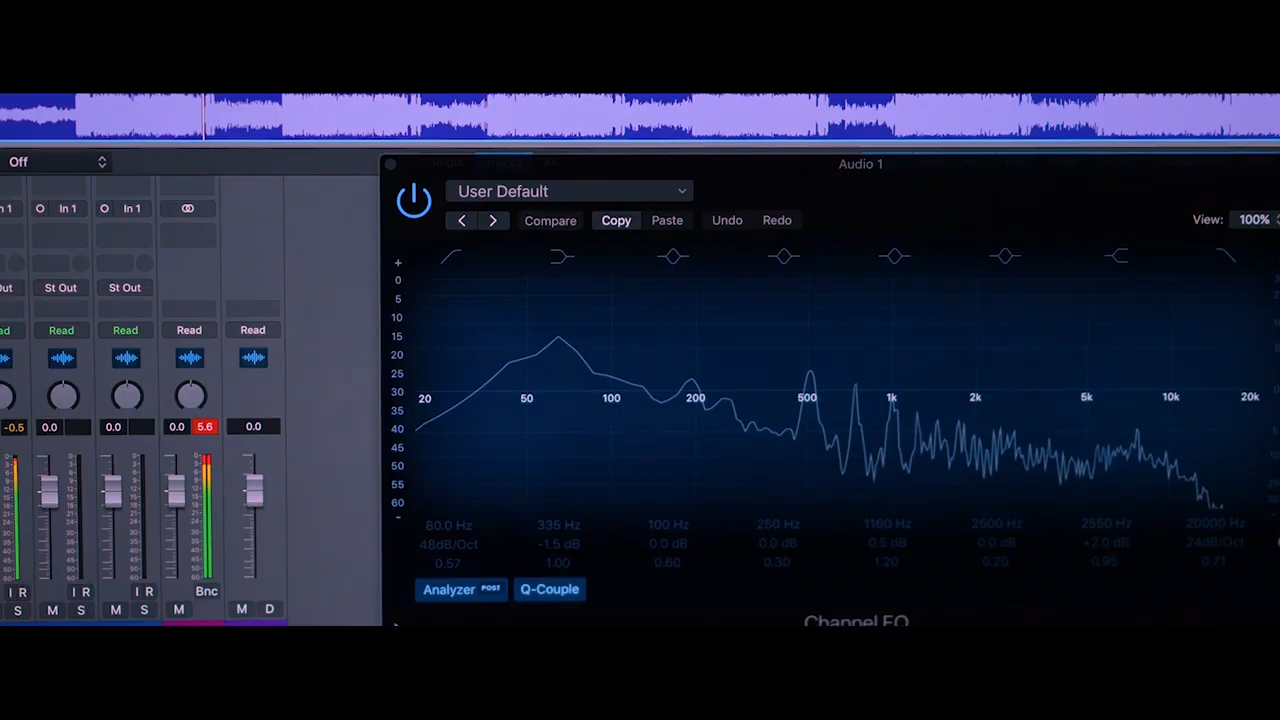 Off
Audio 1
User Default
Compare Copy Paste Undo Redo
View: 100%
In 1 In 1
+
0
5
10
15
20
25
30
35
40
45
50
55
60
-
20 50 100 200 500 1k 2k 5k 10k 20k
St Out St Out
Read Read Read Read
-0.5 0.0 0.0 0.0 5.6 0.0
80.0 Hz 335 Hz 100 Hz 250 Hz 1160 Hz 2500 Hz 2550 Hz 20000 Hz
48dB/Oct -1.5 dB 0.0 dB 0.0 dB 0.5 dB 0.0 dB +2.0 dB 24dB/Oct
0.57 1.00 0.60 0.30 1.20 0.20 0.95 0.71
Analyzer POST Q-Couple
I R I R I R Bnc
S M S M S M M D
Channel EQ